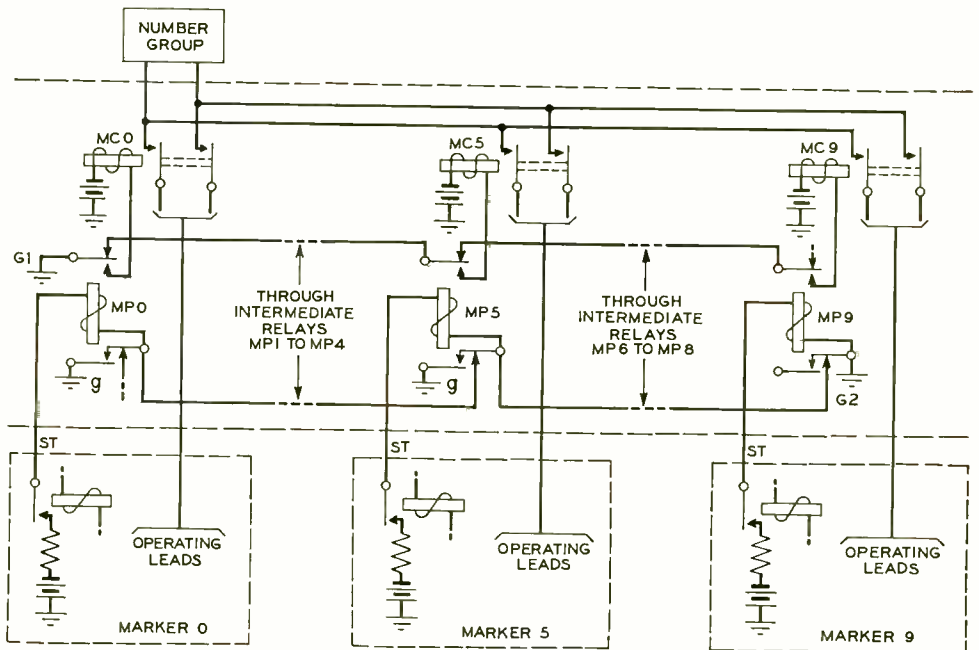 NUMBER
GROUP
MC0
MC5
MC9
G1
MP0
THROUGH
INTERMEDIATE
RELAYS
MP1 TO MP4
MP5
THROUGH
INTERMEDIATE
RELAYS
MP6 TO MP8
MP9
g
g
G2
ST
ST
ST
OPERATING
LEADS
OPERATING
LEADS
OPERATING
LEADS
MARKER 0
MARKER 5
MARKER 9